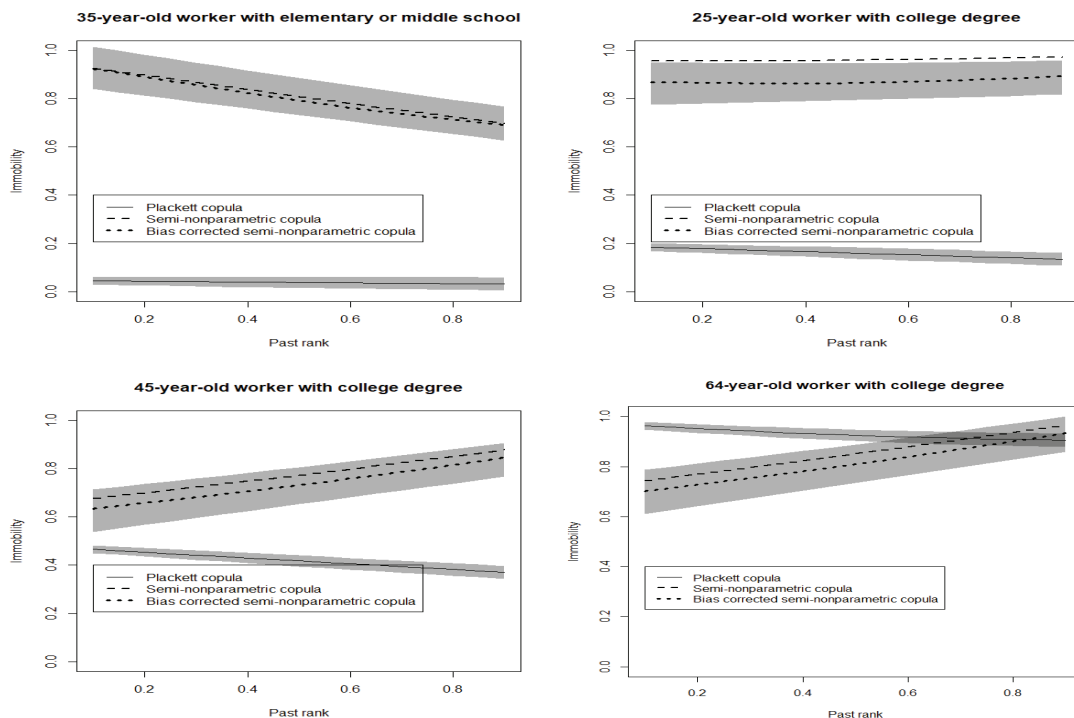 35-year-old worker with elementary or middle school
1.0
0.8
0.6
0.4
0.2
0.0
Immobility
Plackett copula
Semi-nonparametric copula
Bias corrected semi-nonparametric copula
0.2 0.4 0.6 0.8
Past rank
25-year-old worker with college degree
1.0
0.8
0.6
0.4
0.2
0.0
Immobility
Plackett copula
Semi-nonparametric copula
Bias corrected semi-nonparametric copula
0.2 0.4 0.6 0.8
Past rank
45-year-old worker with college degree
1.0
0.8
0.6
0.4
0.2
0.0
Immobility
Plackett copula
Semi-nonparametric copula
Bias corrected semi-nonparametric copula
0.2 0.4 0.6 0.8
Past rank
64-year-old worker with college degree
1.0
0.8
0.6
0.4
0.2
0.0
Immobility
Plackett copula
Semi-nonparametric copula
Bias corrected semi-nonparametric copula
0.2 0.4 0.6 0.8
Past rank